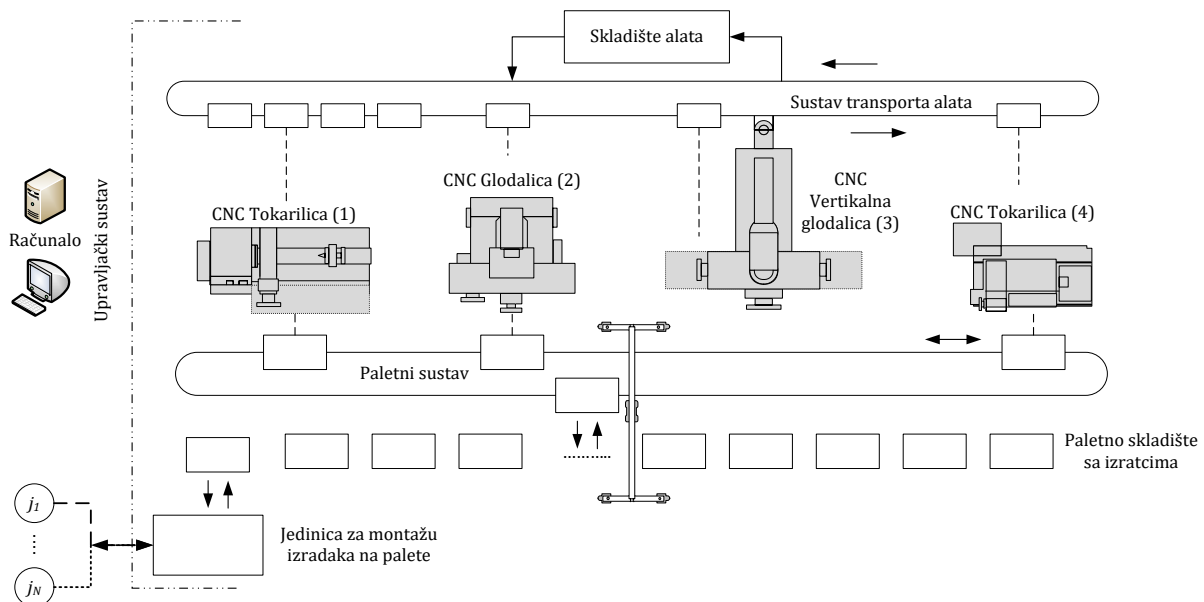 Skladište alata
Sustav transporta alata
CNC Glodalica (2)
CNC
Vertikalna
glodalica (3)
CNC Tokarilica (1)
CNC Tokarilica (4)
Računalo
Upravljački sustav
Paletni sustav
Paletno skladište
sa izratcima
j1
Jedinica za montažu
izradaka na palete
jN